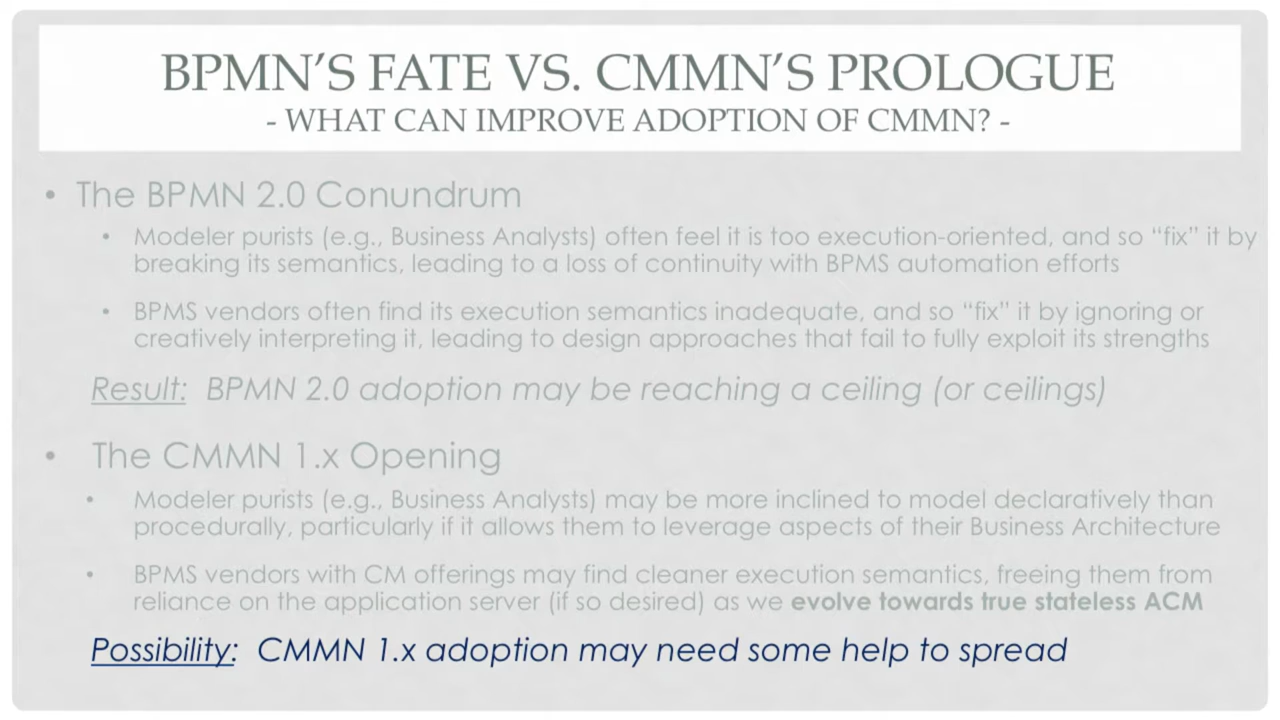 BPMN'S FATE VS. CMMN'S PROLOGUE
- WHAT CAN IMPROVE ADOPTION OF CMMN? -
• The BPMN 2.0 Conundrum
• Modeler purists (e.g., Business Analysts) often feel it is too execution-oriented, and so “fix” it by
breaking its semantics, leading to a loss of continuity with BPMS automation efforts
• BPMS vendors often find its execution semantics inadequate, and so “fix” it by ignoring or
creatively interpreting it, leading to design approaches that fail to fully exploit its strengths
Result: BPMN 2.0 adoption may be reaching a ceiling (or ceilings)
• The CMMN 1.x Opening
• Modeler purists (e.g., Business Analysts) may be more inclined to model declaratively than
procedurally, particularly if it allows them to leverage aspects of their Business Architecture
• BPMS vendors with CM offerings may find cleaner execution semantics, freeing them from
reliance on the application server (if so desired) as we evolve towards true stateless ACM
Possibility: CMMN 1.x adoption may need some help to spread